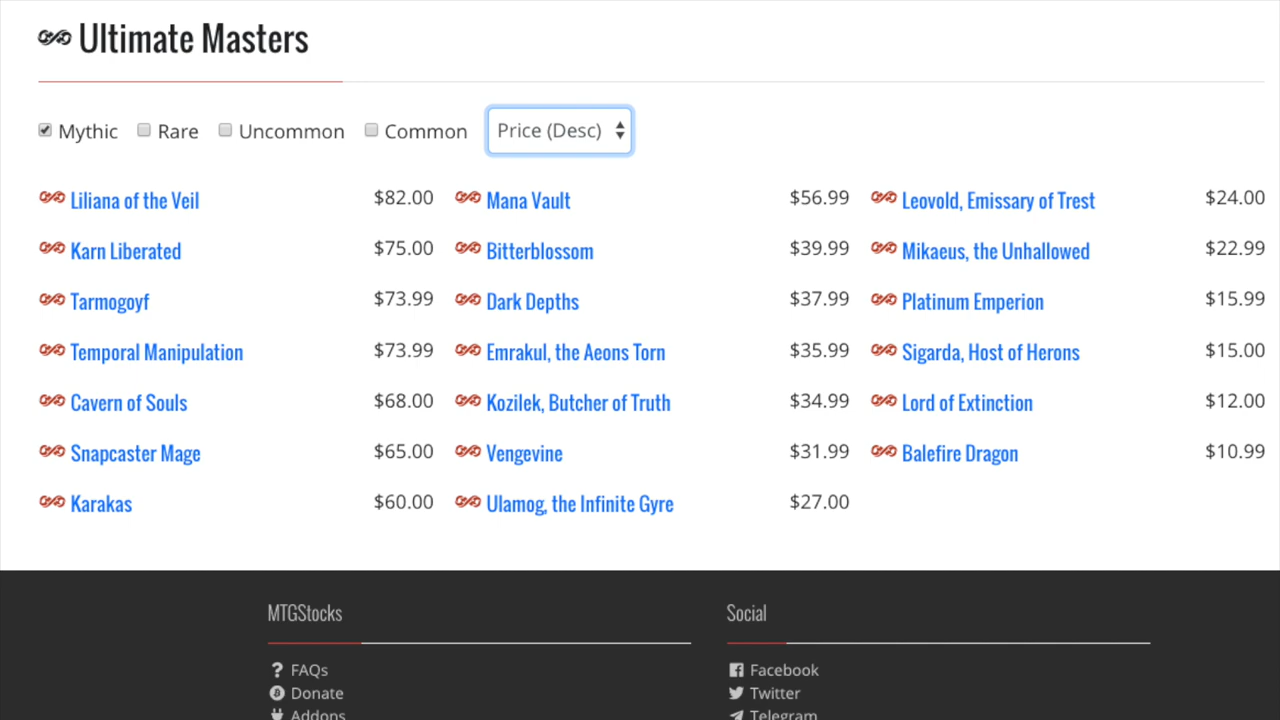 Ultimate Masters
Mythic Rare Uncommon Common Price (Desc)
Liliana of the Veil $82.00
Karn Liberated $75.00
Tarmogoyf $73.99
Temporal Manipulation $73.99
Cavern of Souls $68.00
Snapcaster Mage $65.00
Karakas $60.00
Mana Vault $56.99
Bitterblossom $39.99
Dark Depths $37.99
Emrakul, the Aeons Torn $35.99
Kozilek, Butcher of Truth $34.99
Vengevine $31.99
Ulamog, the Infinite Gyre $27.00
Leovold, Emissary of Trest $24.00
Mikaeus, the Unhallowed $22.99
Platinum Emperion $15.99
Sigarda, Host of Herons $15.00
Lord of Extinction $12.00
Balefire Dragon $10.99
MTGStocks
FAQs
Donate
Addons
Social
Facebook
Twitter
Telegram